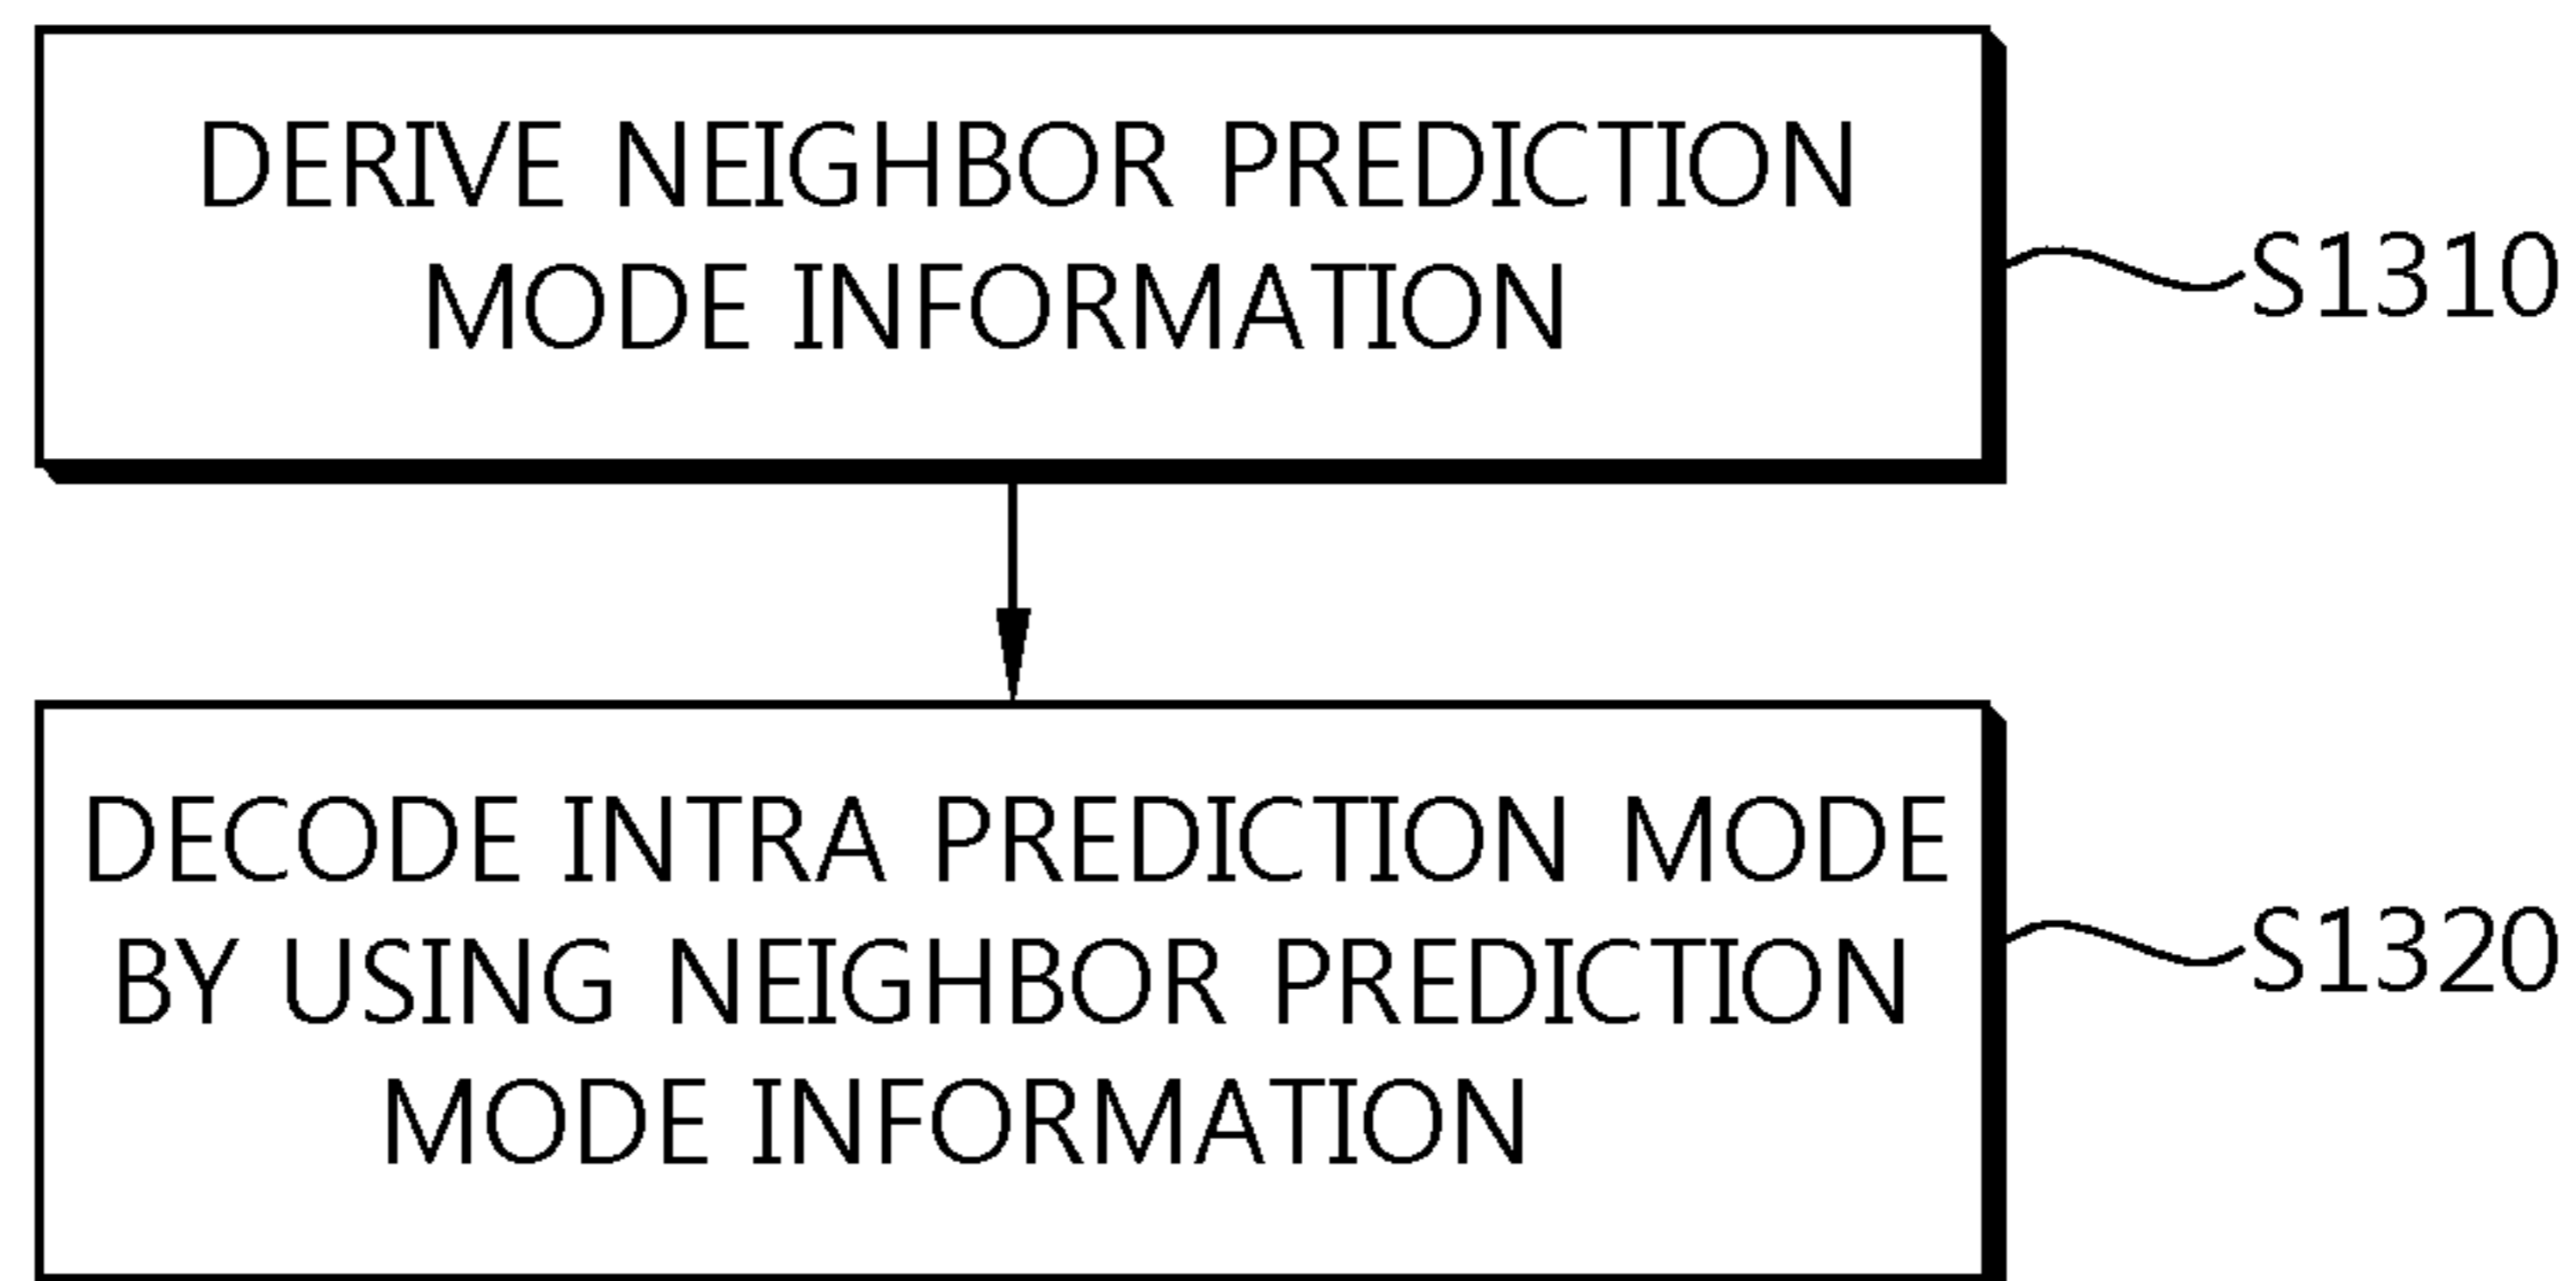 DERIVE NEIGHBOR PREDICTION
MODE INFORMATION
S1310
DECODE INTRA PREDICTION MODE
BY USING NEIGHBOR PREDICTION
MODE INFORMATION
S1320